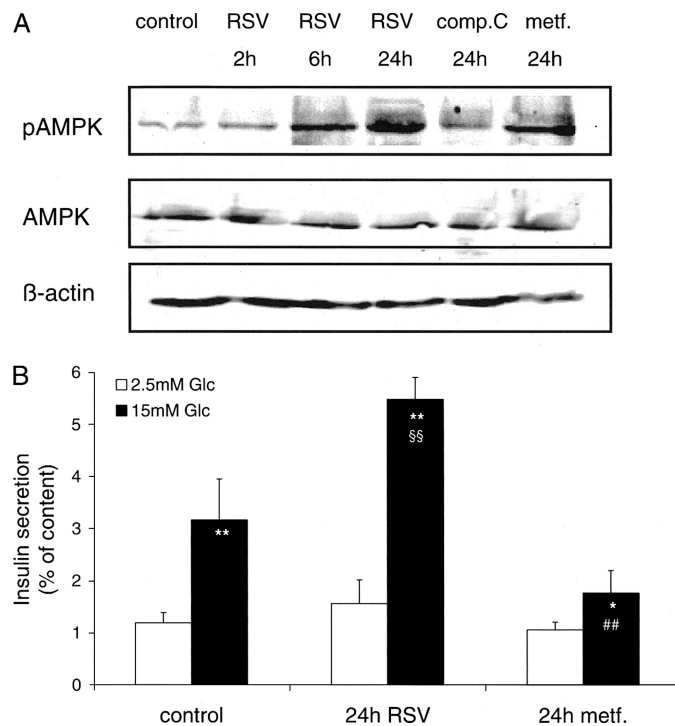 A
control RSV RSV RSV comp.C metf.
2h 6h 24h 24h 24h
pAMPK
AMPK
ß-actin
B
6
2.5mM Glc
15mM Glc
5
4
3
2
1
0
Insulin secretion
(% of content)
**
**
§§
*
##
control 24h RSV 24h metf.